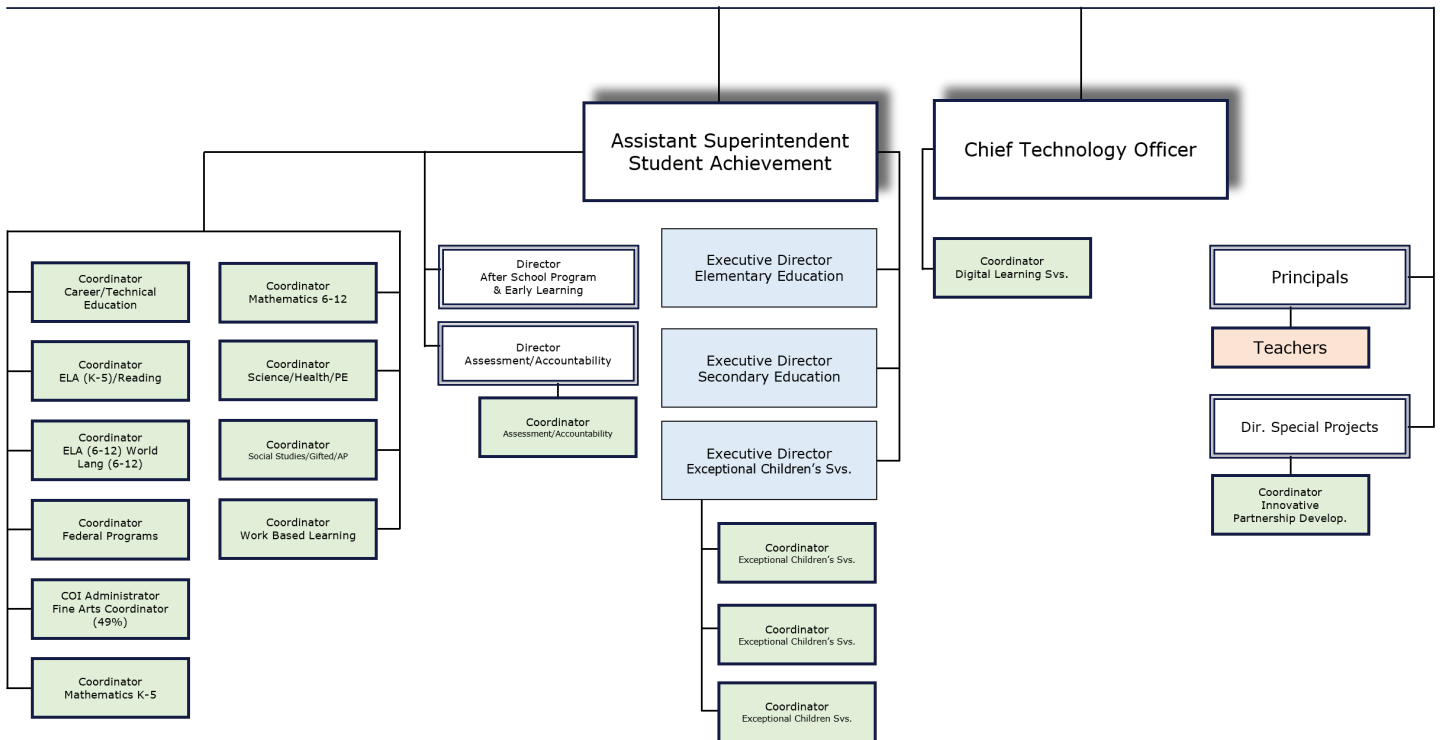 Assistant Superintendent
Student Achievement
Chief Technology Officer
Coordinator
Career/Technical
Education
Coordinator
ELA (K-5)/Reading
Coordinator
ELA (6-12) World
Lang (6-12)
Coordinator
Federal Programs
COI Administrator
Fine Arts Coordinator
(49%)
Coordinator
Mathematics K-5
Coordinator
Mathematics 6-12
Coordinator
Science/Health/PE
Coordinator
Social Studies/Gifted/AP
Coordinator
Work Based Learning
Director
After School Program
& Early Learning
Director
Assessment/Accountability
Coordinator
Assessment/Accountability
Executive Director
Elementary Education
Executive Director
Secondary Education
Executive Director
Exceptional Children’s Svs.
Coordinator
Exceptional Children’s Svs.
Coordinator
Exceptional Children’s Svs.
Coordinator
Exceptional Children Svs.
Coordinator
Digital Learning Svs.
Principals
Teachers
Dir. Special Projects
Coordinator
Innovative
Partnership Develop.